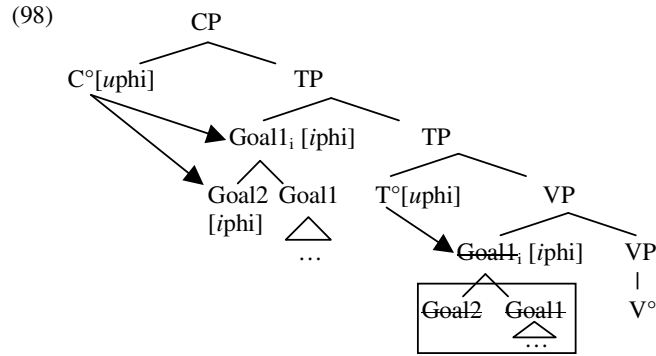 (98)
CP
C°[uphi] TP
Goal1i [iphi] TP
Goal2 Goal1 T°[uphi] VP
[iphi]
… Goal1i [iphi] VP
Goal2 Goal1 V°
…